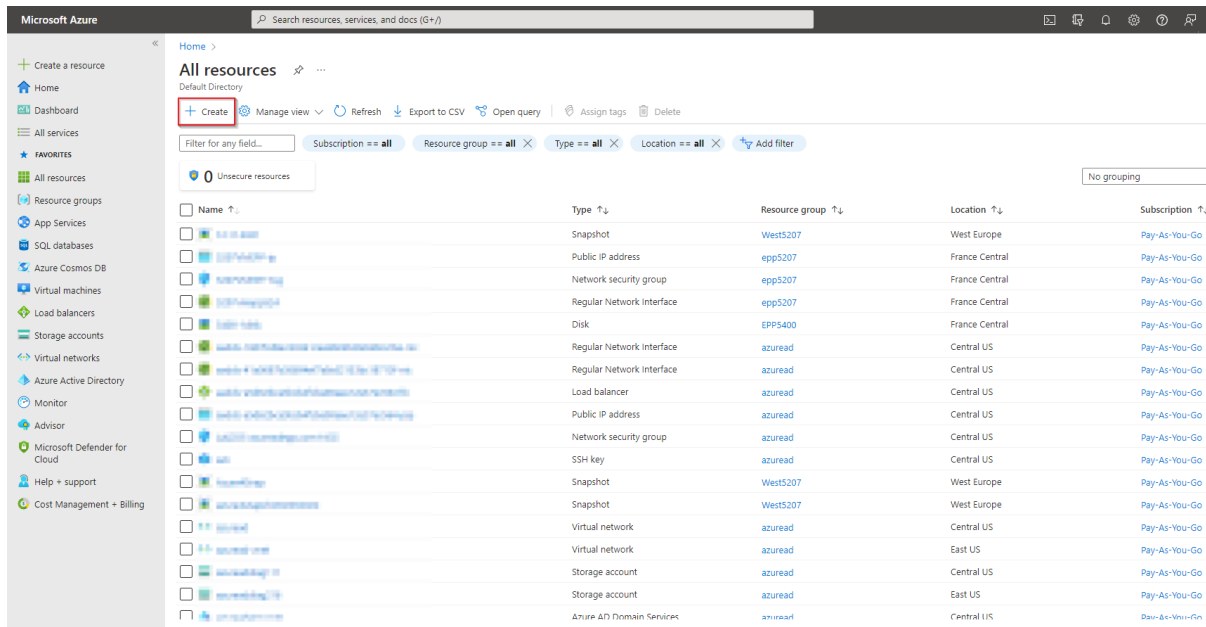 Microsoft Azure
Search resources, services, and docs (G+/)
«
Create a resource
Home
Dashboard
All services
FAVORITES
All resources
Resource groups
App Services
SQL databases
Azure Cosmos DB
Virtual machines
Load balancers
Storage accounts
Virtual networks
Azure Active Directory
Monitor
Advisor
Microsoft Defender for
Cloud
Help + support
Cost Management + Billing
Home >
All resources ...
Default Directory
+ Create Manage view Refresh Export to CSV Open query Assign tags Delete
Filter for any field... Subscription == all Resource group == all Type == all Location == all Add filter
0 Unsecure resources
No grouping
Name ↑↓ Type ↑↓ Resource group ↑↓ Location ↑↓ Subscription ↑↓
Snapshot West5207 West Europe Pay-As-You-Go
Public IP address epp5207 France Central Pay-As-You-Go
Network security group epp5207 France Central Pay-As-You-Go
Regular Network Interface epp5207 France Central Pay-As-You-Go
Disk EPP5400 France Central Pay-As-You-Go
Regular Network Interface azuread Central US Pay-As-You-Go
Regular Network Interface azuread Central US Pay-As-You-Go
Load balancer azuread Central US Pay-As-You-Go
Public IP address azuread Central US Pay-As-You-Go
Network security group azuread Central US Pay-As-You-Go
SSH key azuread Central US Pay-As-You-Go
Snapshot West5207 West Europe Pay-As-You-Go
Snapshot West5207 West Europe Pay-As-You-Go
Virtual network azuread Central US Pay-As-You-Go
Virtual network azuread East US Pay-As-You-Go
Storage account azuread Central US Pay-As-You-Go
Storage account azuread East US Pay-As-You-Go
Azure AD Domain Services azuread Central US Pay-As-You-Go